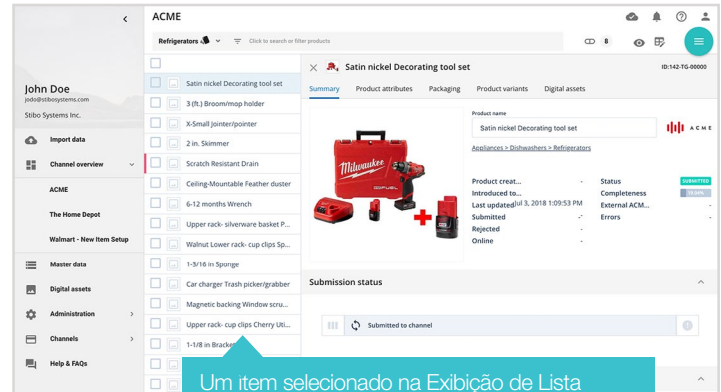 ACME
Refrigerators
Click to search or filter products
8
John Doe
jodo@stibosystems.com
Stibo Systems Inc.
Import data
Channel overview
ACME
The Home Depot
Walmart - New Item Setup
Master data
Digital assets
Administration
Channels
Help & FAQs
Satin nickel Decorating tool set
3 (ft.) Broom/mop holder
X-Small Jointer/pointer
2 in. Skimmer
Scratch Resistant Drain
Ceiling-Mountable Feather duster
6-12 months Wrench
Upper rack- silverware basket P...
Walnut Lower rack- cup clips Sp...
1-3/16 in Sponge
Car charger Trash picker/grabber
Magnetic backing Window scru...
Upper rack- cup clips Cherry Uti...
1-1/8 in Bracket
Satin nickel Decorating tool set
ID:142-TG-00000
Summary Product attributes Packaging Product variants Digital assets
Milwaukee
Product name
Satin nickel Decorating tool set
ACME
Appliances > Dishwashers > Refrigerators
Product creat... - Status SUBMITTED
Introduced to... - Completeness
Last updated Jul 3, 2018 1:09:53 PM External ACM... -
Submitted - Errors -
Rejected -
Online -
Submission status
Submitted to channel
Um item selecionado na Exibição de Lista